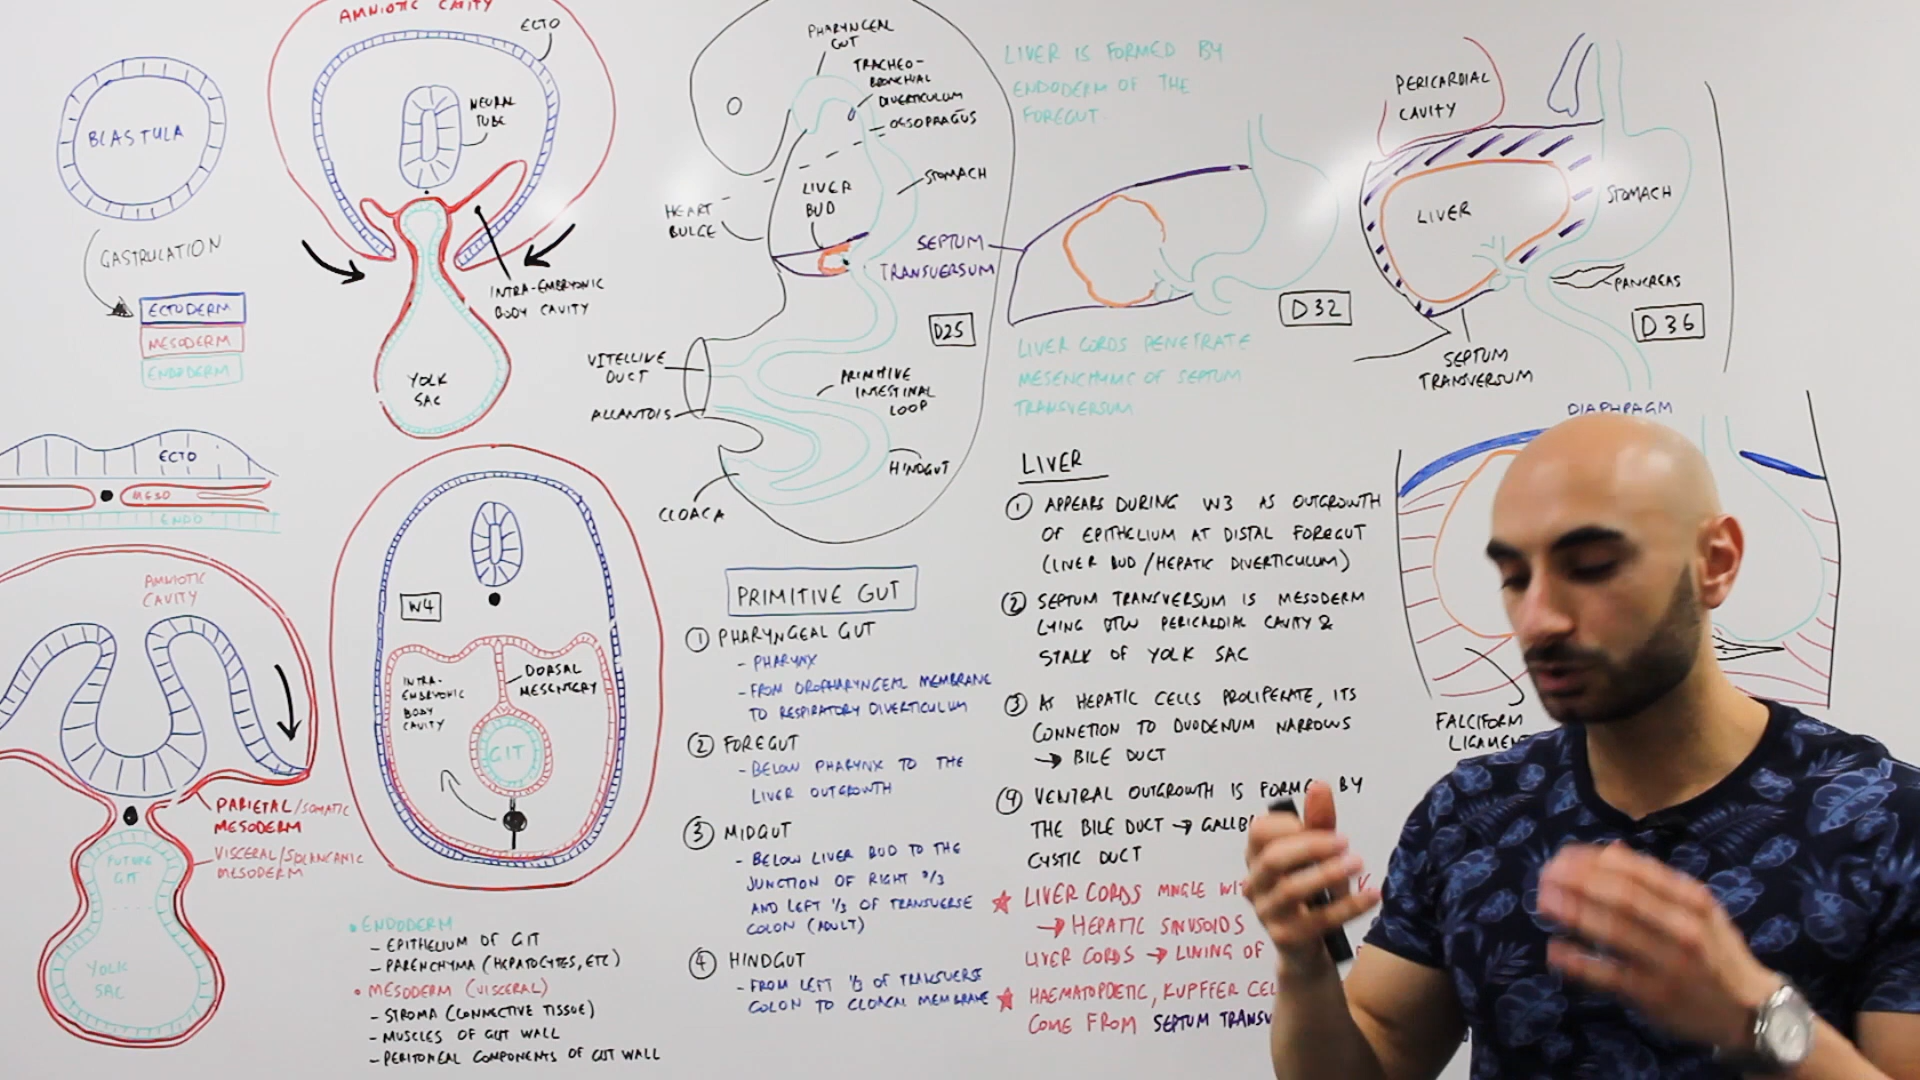 AMNIOTIC CAVITY
ECTO
BLASTULA
NEURAL
TUBE
GASTRULATION
ECTODERM
MESODERM
ENDODERM
INTRA-EMBRYONIC
BODY CAVITY
YOLK
SAC
ECTO
MESO
ENDO
AMNIOTIC
CAVITY
PARIETAL/SOMATIC
MESODERM
VISCERAL/SPLANCANIC
MESODERM
FUTURE
GIT
YOLK
SAC
W4
INTRA-
EMBRYONIC
BODY
CAVITY
DORSAL
MESENTERY
GIT
• ENDODERM
- EPITHELIUM OF GIT
- PARENCHYMA (HEPATOCYTES, ETC)
• MESODERM (VISCERAL)
- STROMA (CONNECTIVE TISSUE)
- MUSCLES OF GUT WALL
- PERITONEAL COMPONENTS OF GUT WALL
PHARYNGEAL
GUT
TRACHEO-
BRONCHIAL
DIVERTICULUM
OESOPHAGUS
STOMACH
LIVER
BUD
HEART
BULGE
SEPTUM
TRANSVERSUM
D25
VITELLINE
DUCT
ALLANTOIS
PRIMITIVE
INTESTINAL
LOOP
HINDGUT
CLOACA
PRIMITIVE GUT
① PHARYNGEAL GUT
- PHARYNX
- FROM OROPHARYNGEAL MEMBRANE
TO RESPIRATORY DIVERTICULUM
② FOREGUT
- BELOW PHARYNX TO THE
LIVER OUTGROWTH
③ MIDGUT
- BELOW LIVER BUD TO THE
JUNCTION OF RIGHT 2/3
AND LEFT 1/3 OF TRANSVERSE
COLON (ADULT)
④ HINDGUT
- FROM LEFT 1/3 OF TRANSVERSE
COLON TO CLOACAL MEMBRANE
LIVER IS FORMED BY
ENDODERM OF THE
FOREGUT
D32
LIVER CORDS PENETRATE
MESENCHYME OF SEPTUM
TRANSVERSUM
PERICARDIAL
CAVITY
LIVER
STOMACH
PANCREAS
D36
SEPTUM
TRANSVERSUM
LIVER
① APPEARS DURING W3 AS OUTGROWTH
OF EPITHELIUM AT DISTAL FOREGUT
(LIVER BUD/HEPATIC DIVERTICULUM)
② SEPTUM TRANSVERSUM IS MESODERM
LYING BTW PERICARDIAL CAVITY &
STALK OF YOLK SAC
③ AS HEPATIC CELLS PROLIFERATE, ITS
CONNETION TO DUODENUM NARROWS
→ BILE DUCT
④ VENTRAL OUTGROWTH IS FORMED BY
THE BILE DUCT → GALLB
CYSTIC DUCT
★ LIVER CORDS MINGLE WI
→ HEPATIC SINUSOIDS
LIVER CORDS → LINING OF
★ HAEMATOPOETIC, KUPFFER CEL
COME FROM SEPTUM TRANSV
DIAPHPAGM
FALCIFORM
LIGAMENT